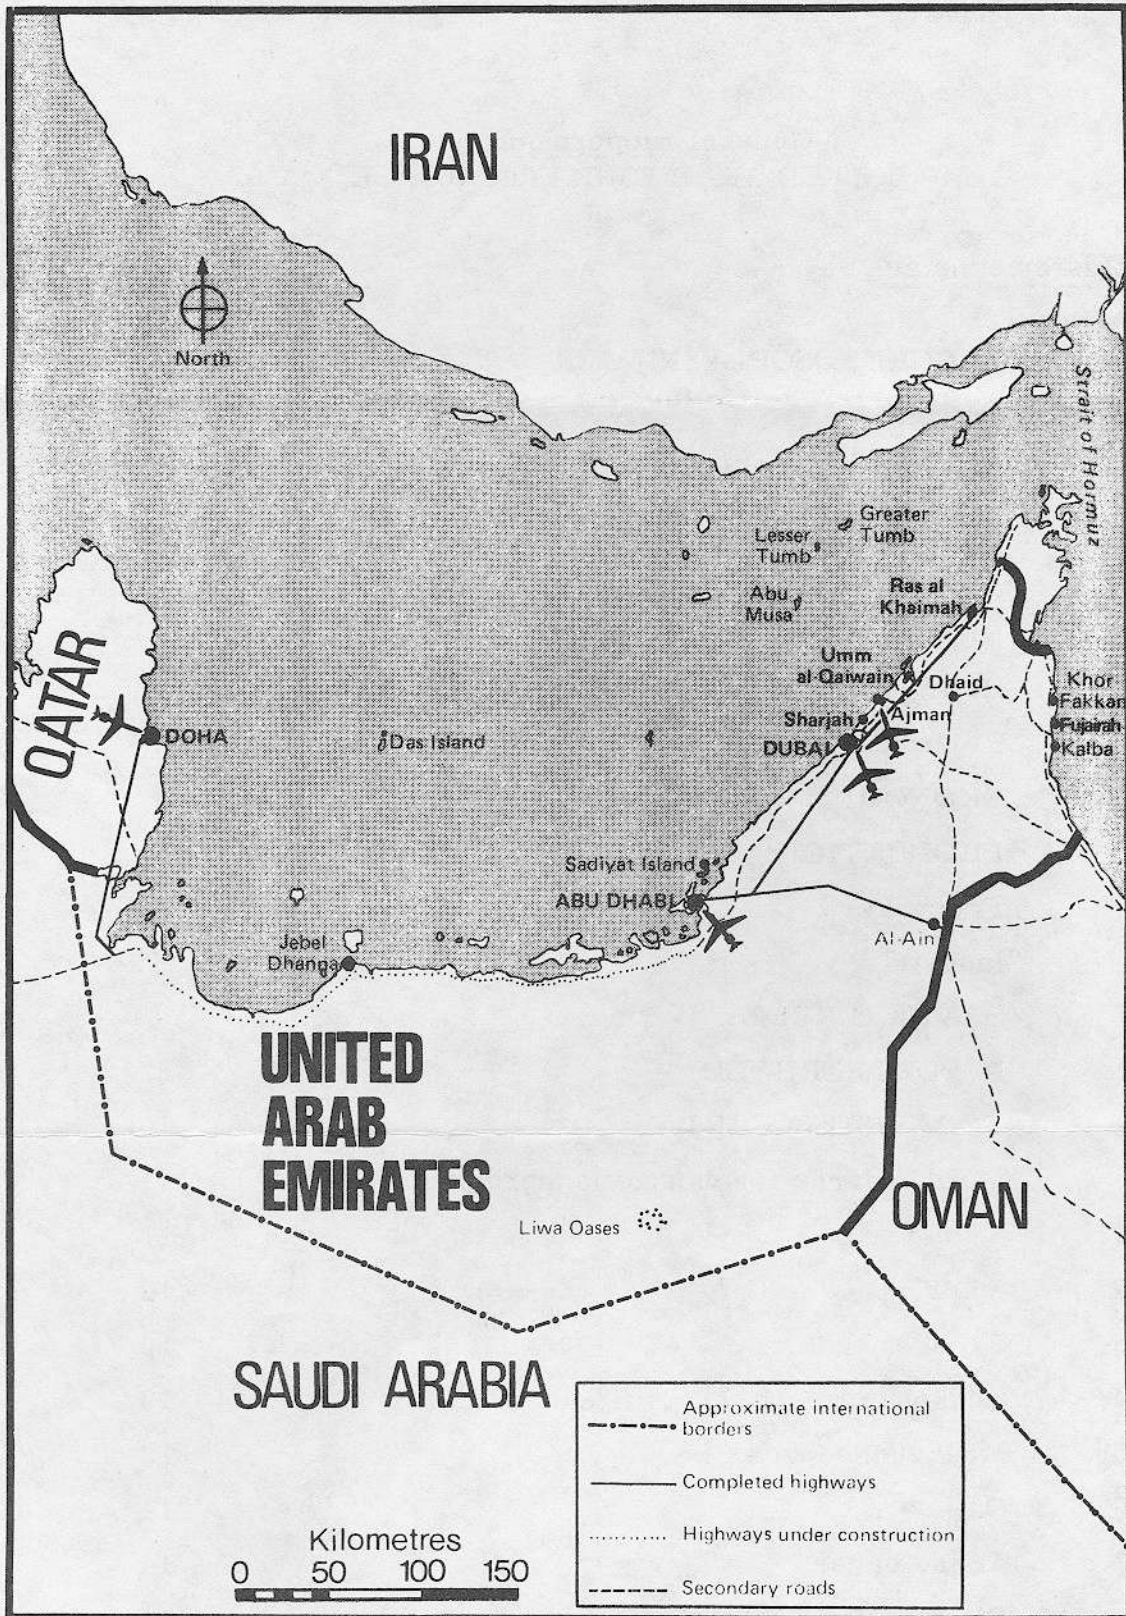 IRAN
North
Strait of Hormuz
Greater
Tumb
Lesser
Tumb
Abu
Musa
Ras al
Khaimah
Umm
al-Qaiwain
Dhaid
Khor
Fakkan
QATAR
DOHA
Das Island
Sharjah
Ajman
Fujairah
DUBAI
Kalba
Sadiyat Island
ABU DHABI
Al-Ain
Jebel
Dhanna
UNITED
ARAB
EMIRATES
Liwa Oases
OMAN
SAUDI ARABIA
Approximate international
borders
Completed highways
Highways under construction
Secondary roads
Kilometres
0 50 100 150